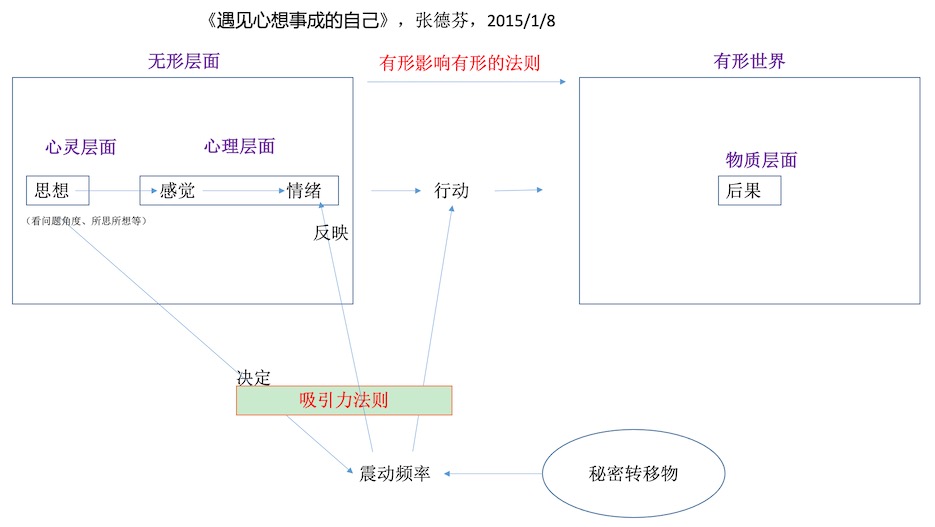 《遇见心想事成的自己》，张德芬，2015/1/8
无形层面
有形影响有形的法则
有形世界
心灵层面
心理层面
物质层面
思想
感觉
情绪
行动
后果
（看问题角度、所思所想等）
反映
决定
吸引力法则
震动频率
秘密转移物